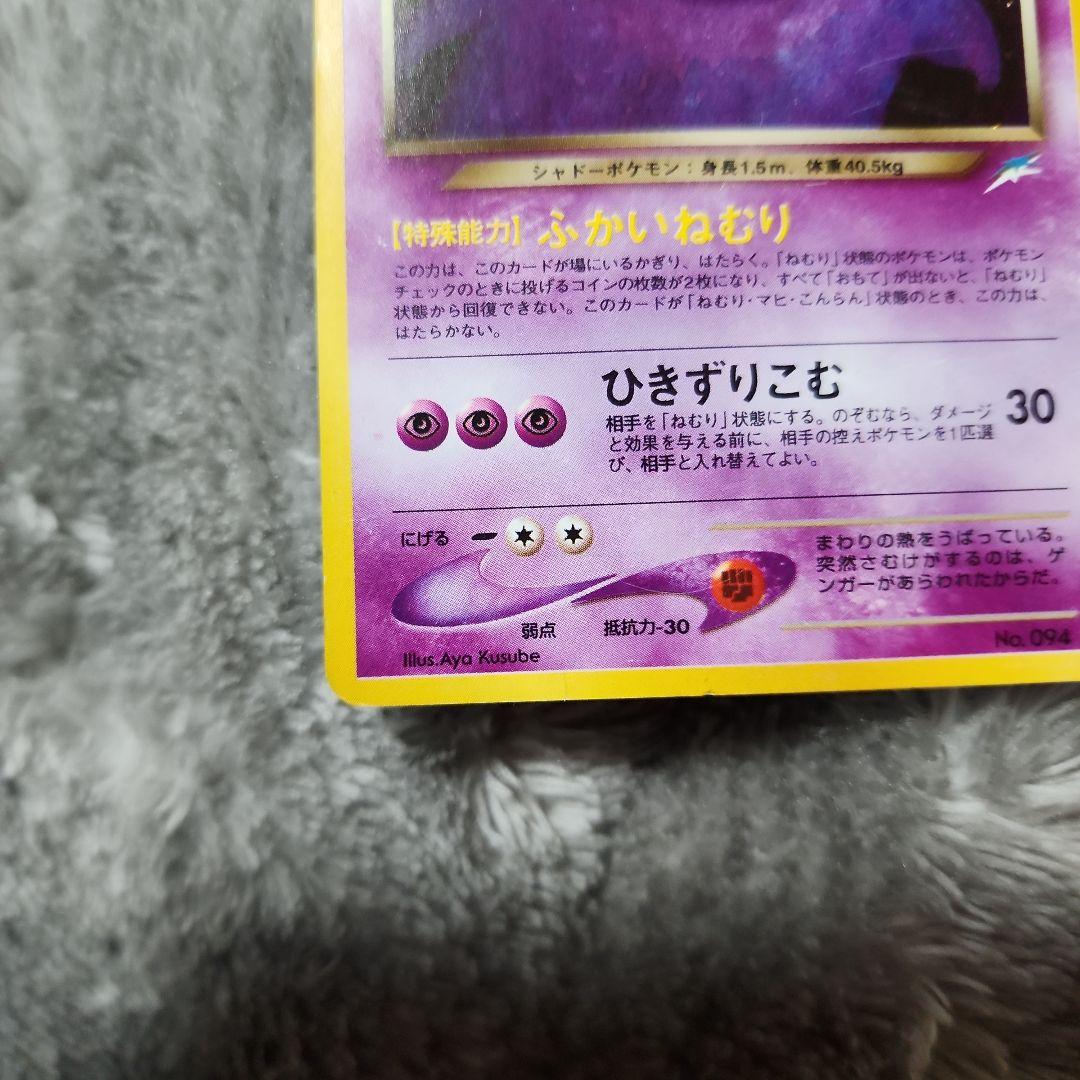 シャドーポケモン：身長1.5m、体重40.5kg
【特殊能力】ふかいねむり
この力は、このカードが場にいるかぎり、はたらく。「ねむり」状態のポケモンは、ポケモン
チェックのときに投げるコインの枚数が2枚になり、すべて「おもて」が出ないと、「ねむり」
状態から回復できない。このカードが「ねむり・マヒ・こんらん」状態のとき、この力は、
はたらかない。
ひきずりこむ 30
相手を「ねむり」状態にする。のぞむなら、ダメージ
と効果を与える前に、相手の控えポケモンを1匹選
び、相手と入れ替えてよい。
にげる
弱点 抵抗力-30
まわりの熱をうばっている。
突然さむけがするのは、ゲ
ンガーがあらわれたからだ。
Illus.Aya Kusube
No. 094